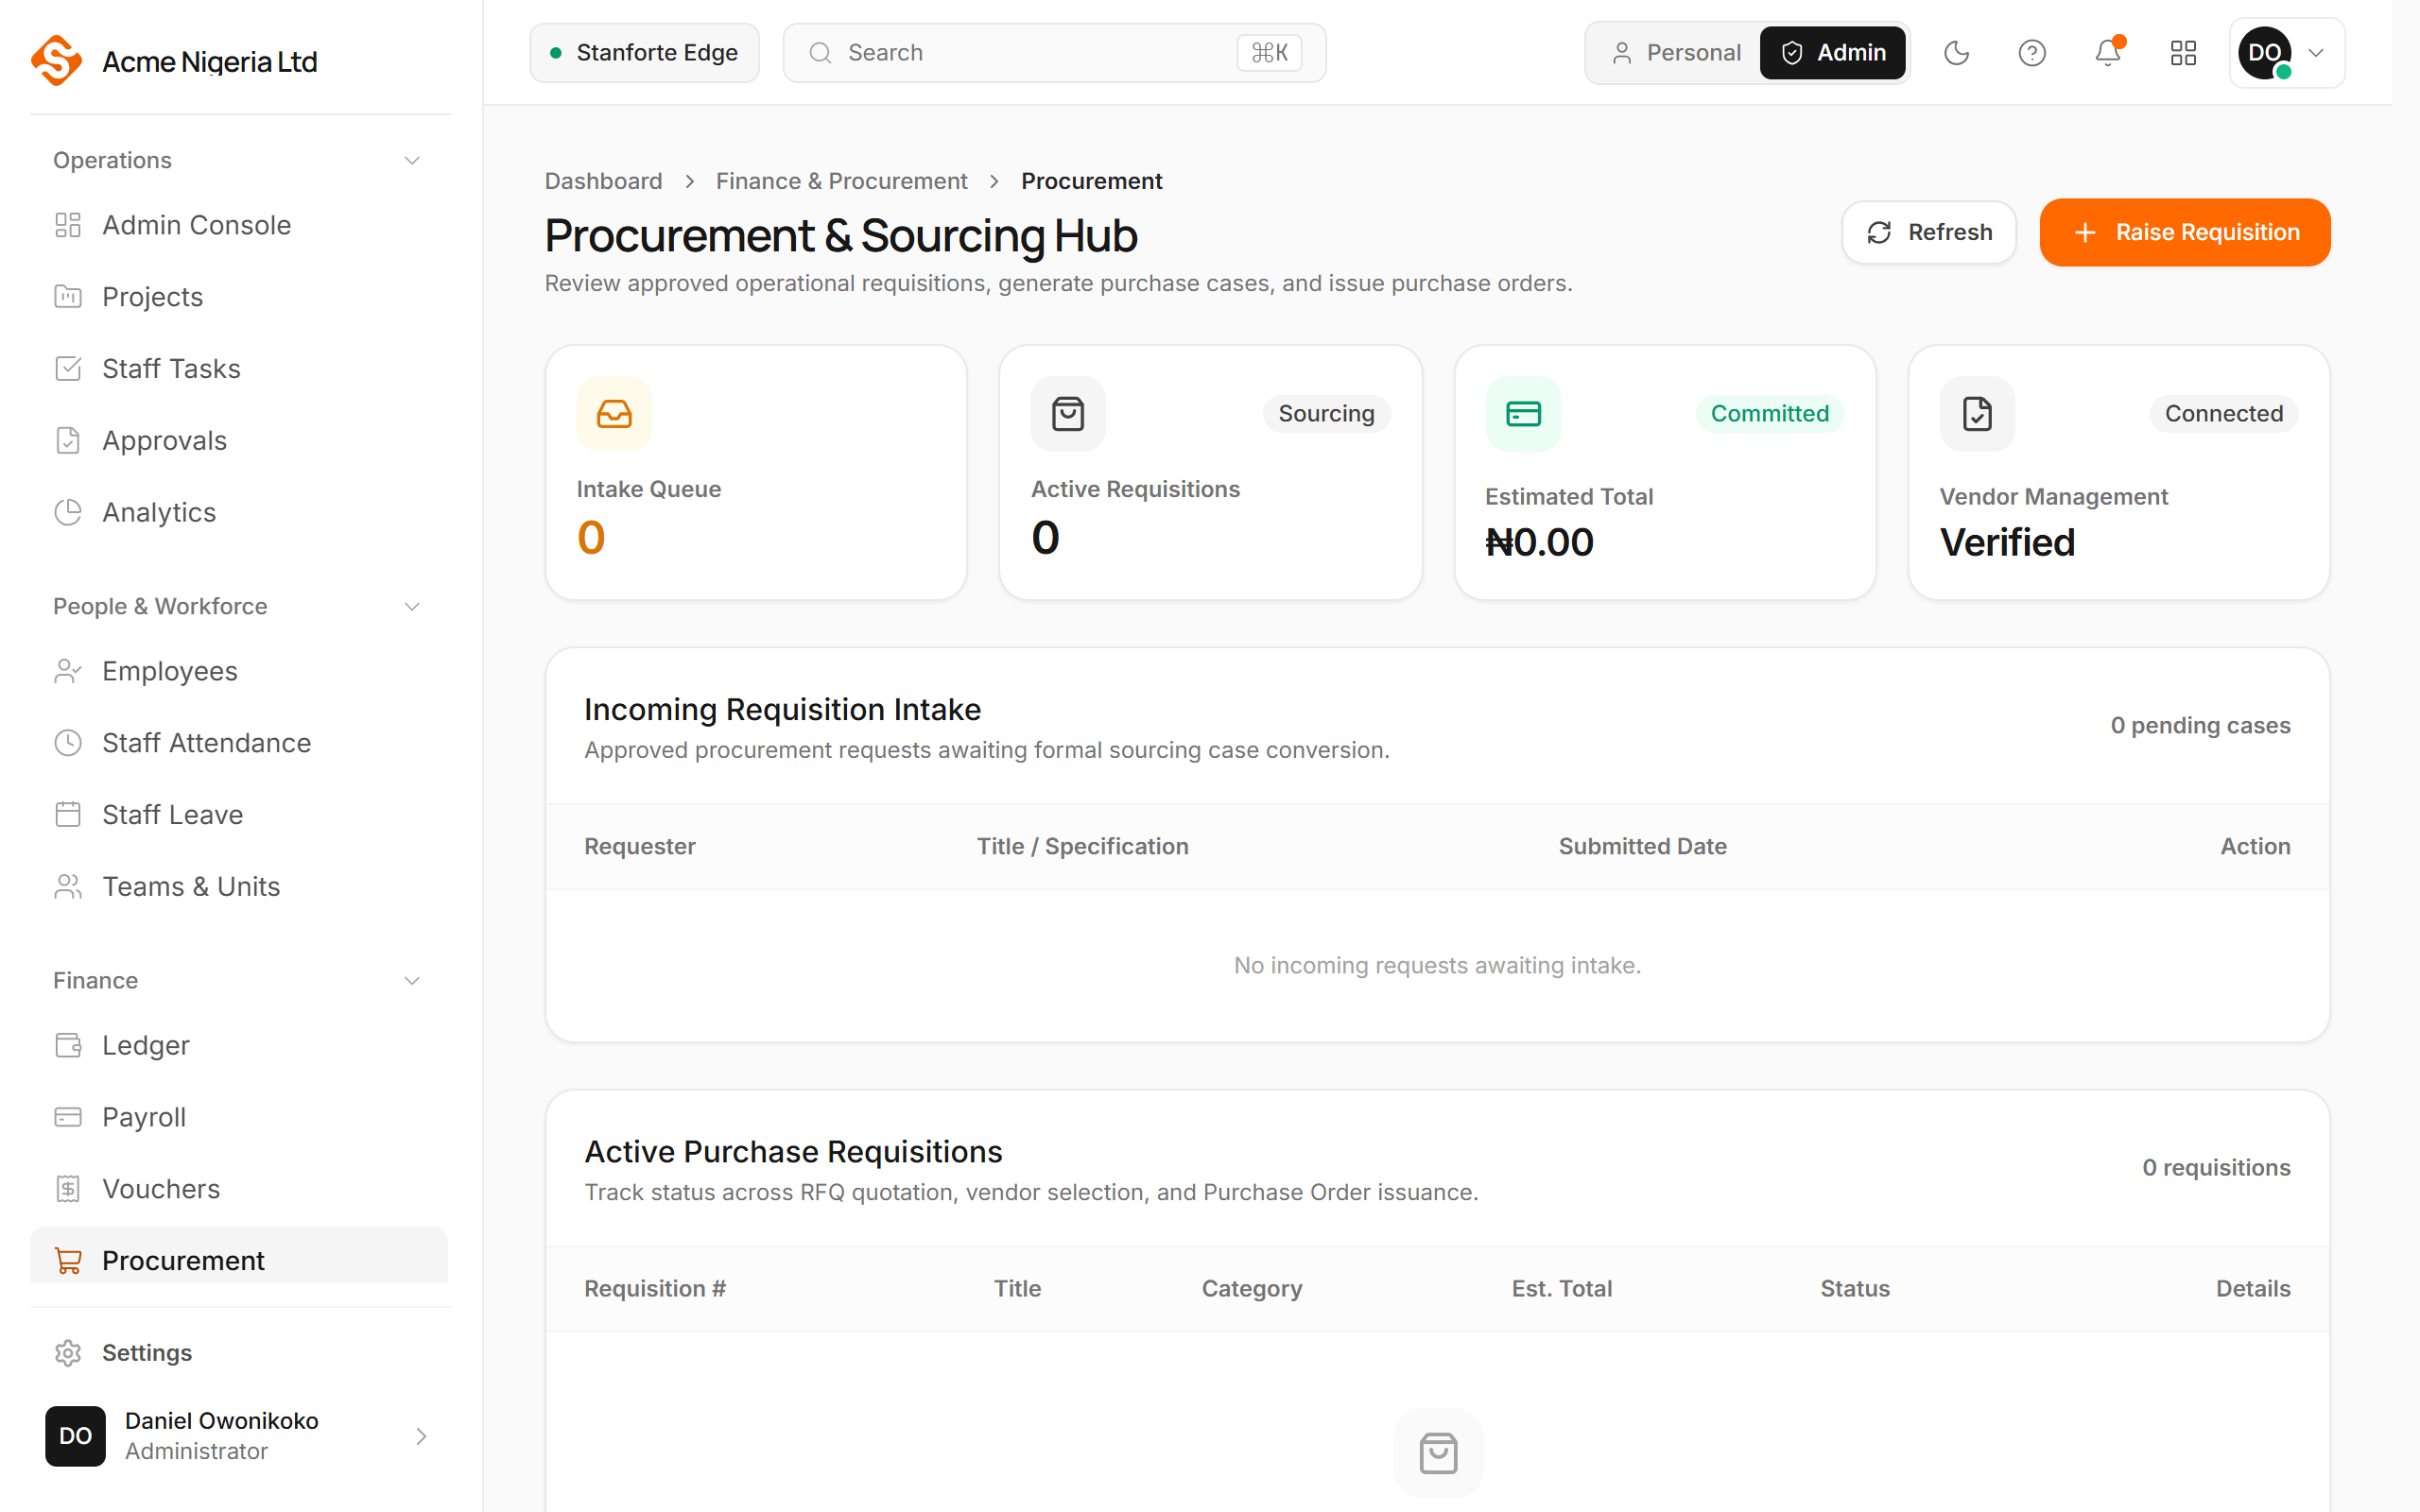 Acme Nigeria Ltd
Operations
Admin Console
Projects
Staff Tasks
Approvals
Analytics
People & Workforce
Employees
Staff Attendance
Staff Leave
Teams & Units
Finance
Ledger
Payroll
Vouchers
Procurement
Settings
DO
Daniel Owonikoko
Administrator
Stanforte Edge
Search
⌘K
Personal
Admin
DO
Dashboard > Finance & Procurement > Procurement
Procurement & Sourcing Hub
Review approved operational requisitions, generate purchase cases, and issue purchase orders.
Refresh
Raise Requisition
Intake Queue
0
Sourcing
Active Requisitions
0
Committed
Estimated Total
₦0.00
Connected
Vendor Management
Verified
Incoming Requisition Intake
Approved procurement requests awaiting formal sourcing case conversion.
0 pending cases
Requester Title / Specification Submitted Date Action
No incoming requests awaiting intake.
Active Purchase Requisitions
Track status across RFQ quotation, vendor selection, and Purchase Order issuance.
0 requisitions
Requisition # Title Category Est. Total Status Details